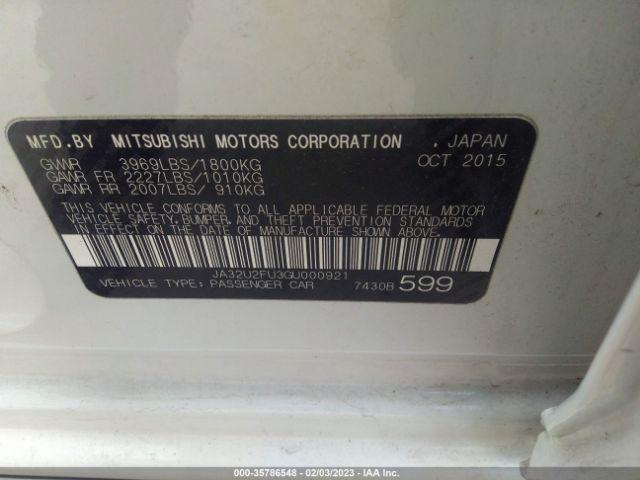 MFD.BY MITSUBISHI MOTORS CORPORATION . JAPAN
GVWR 3969LBS/1800KG OCT 2015
GAWR FR 2227LBS/1010KG
GAWR RR 2007LBS/ 910KG
THIS VEHICLE CONFORMS TO ALL APPLICABLE FEDERAL MOTOR
VEHICLE SAFETY,BUMPER,AND THEFT PREVENTION STANDARDS
IN EFFECT ON THE DATE OF MANUFACTURE SHOWN ABOVE.
JA32U2FU3GU000921
VEHICLE TYPE: PASSENGER CAR 7430B 599
000-35786548 - 02/03/2023 - IAA Inc.